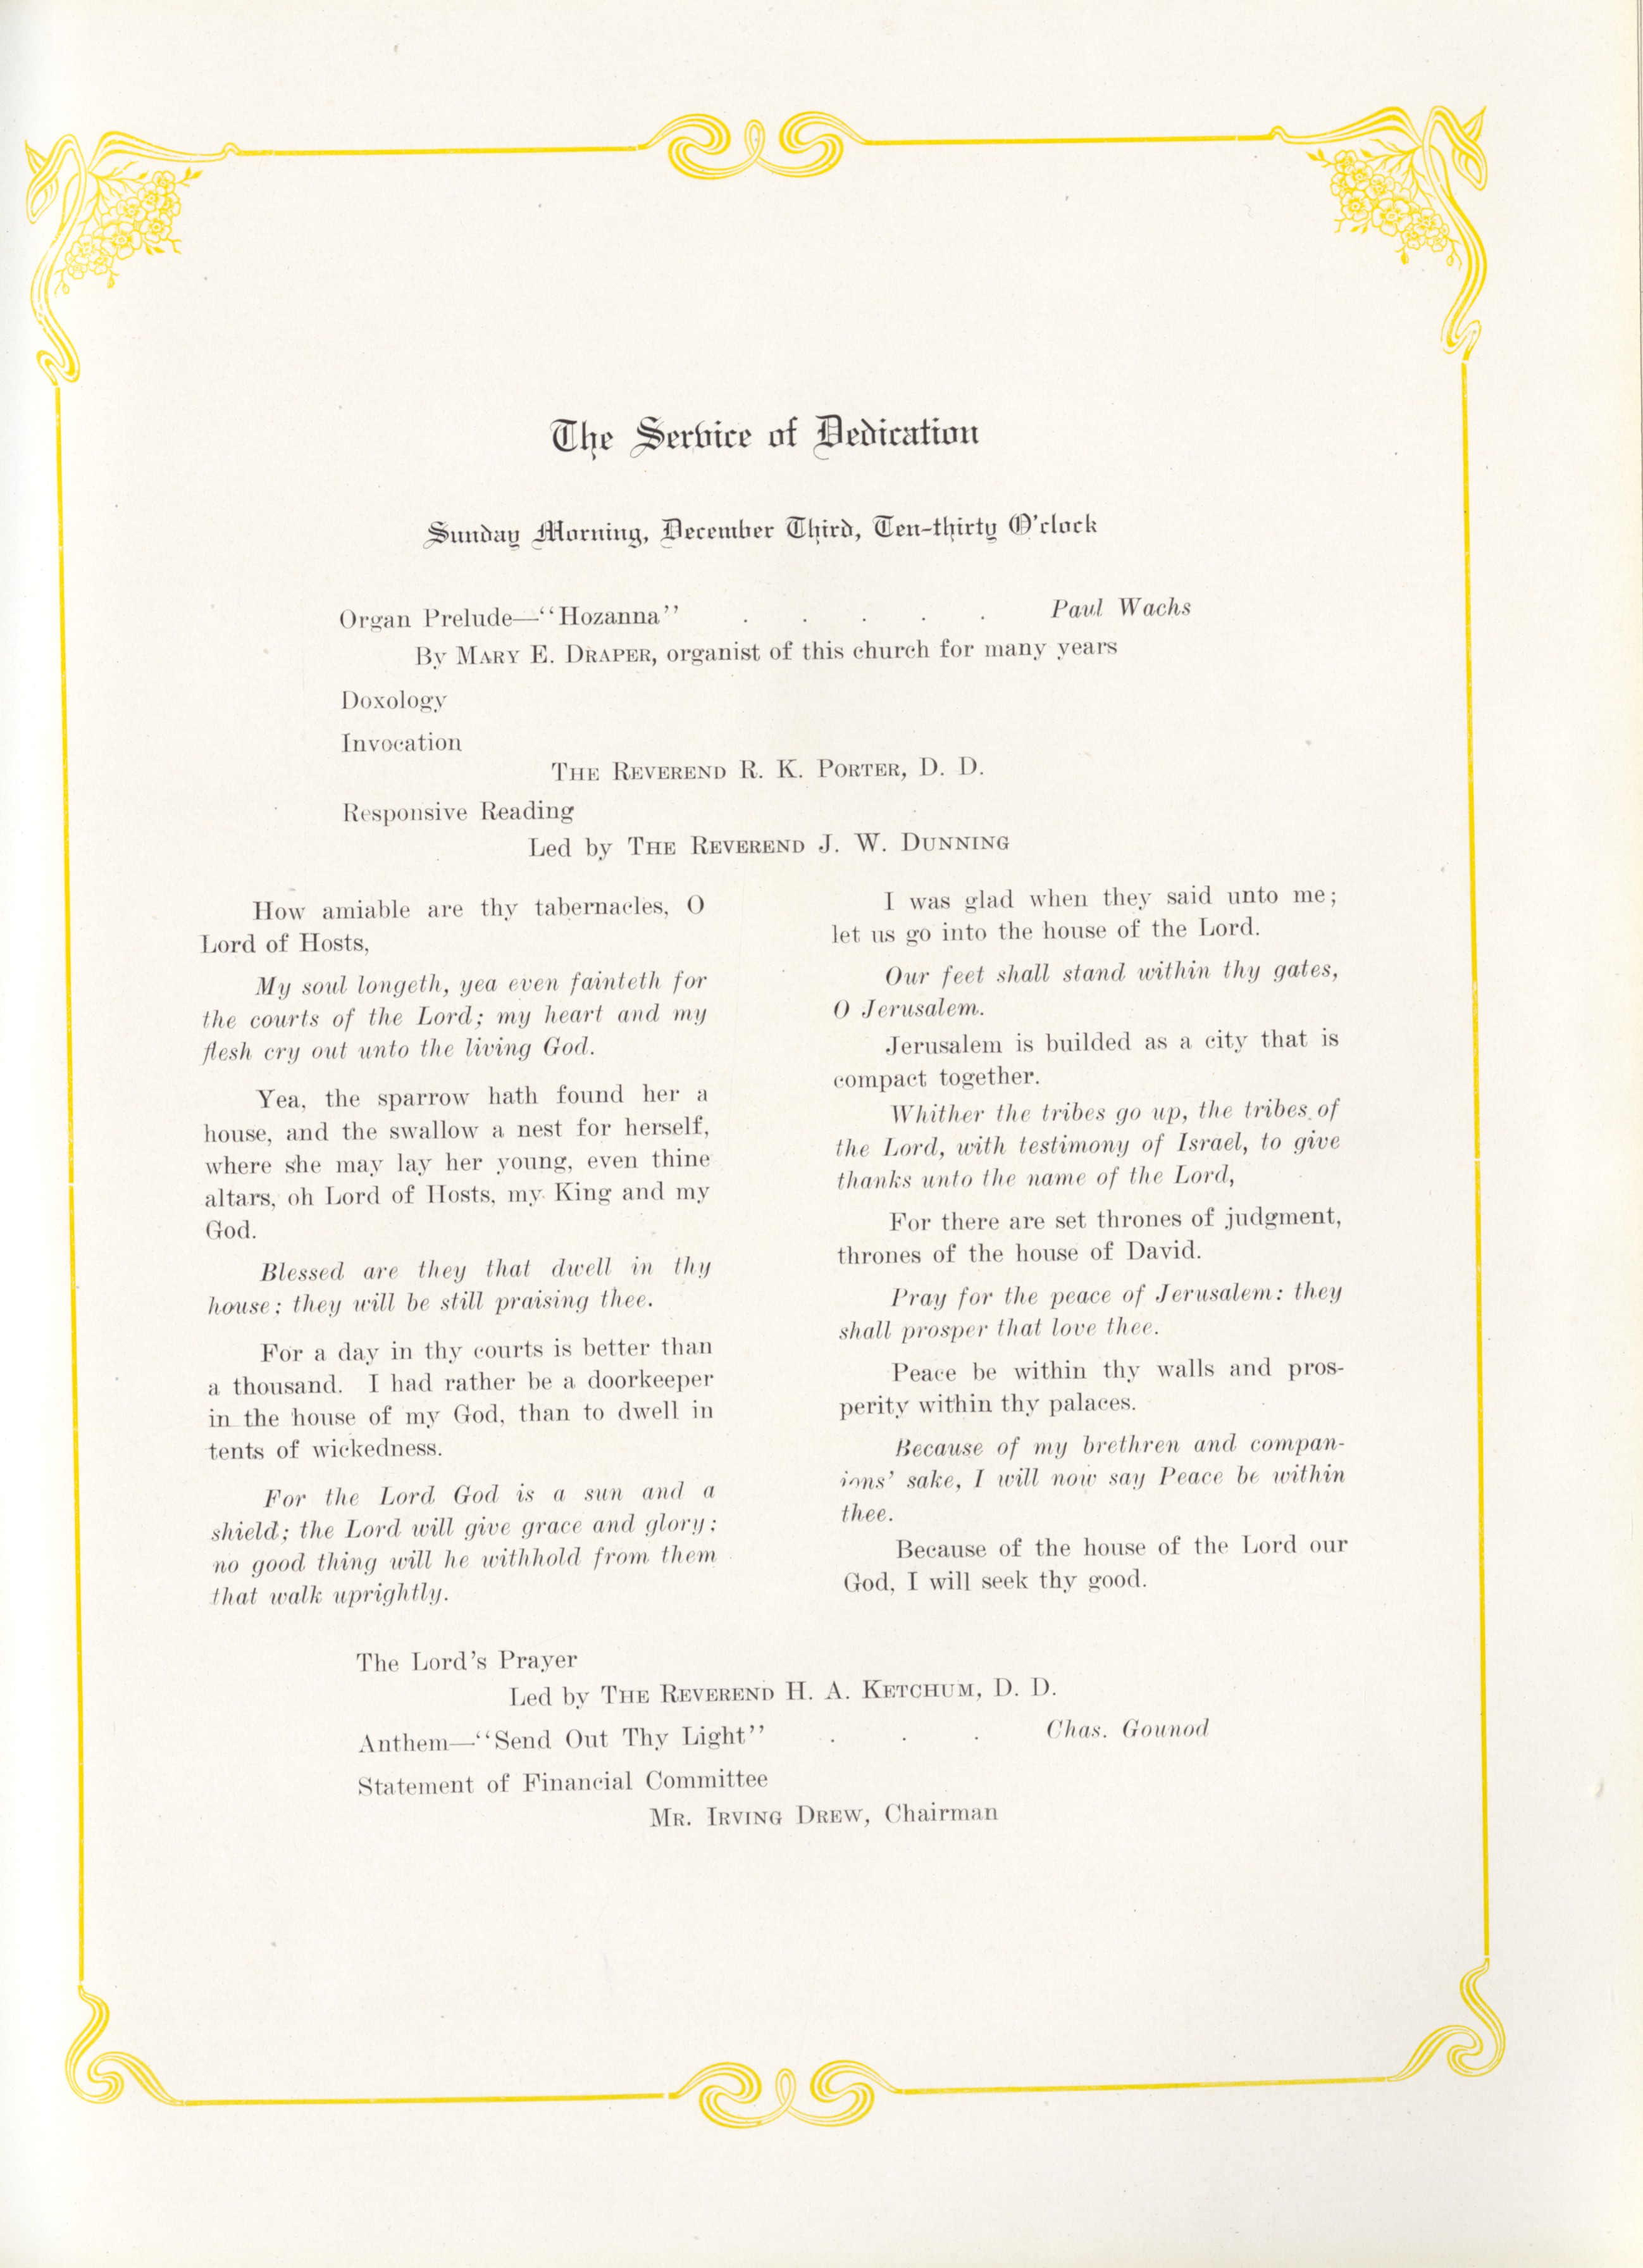 The Service of Dedication
Sunday Morning, December Third, Ten-thirty O'clock
Organ Prelude—"Hozanna" . . . . . Paul Wachs
By MARY E. DRAPER, organist of this church for many years
Doxology
Invocation
THE REVEREND R. K. PORTER, D. D.
Responsive Reading
Led by THE REVEREND J. W. DUNNING
How amiable are thy tabernacles, O
Lord of Hosts,
My soul longeth, yea even fainteth for
the courts of the Lord; my heart and my
flesh cry out unto the living God.
Yea, the sparrow hath found her a
house, and the swallow a nest for herself,
where she may lay her young, even thine
altars, oh Lord of Hosts, my King and my
God.
Blessed are they that dwell in thy
house; they will be still praising thee.
For a day in thy courts is better than
a thousand. I had rather be a doorkeeper
in the house of my God, than to dwell in
tents of wickedness.
For the Lord God is a sun and a
shield; the Lord will give grace and glory;
no good thing will he withhold from them
that walk uprightly.
I was glad when they said unto me;
let us go into the house of the Lord.
Our feet shall stand within thy gates,
O Jerusalem.
Jerusalem is builded as a city that is
compact together.
Whither the tribes go up, the tribes of
the Lord, with testimony of Israel, to give
thanks unto the name of the Lord,
For there are set thrones of judgment,
thrones of the house of David.
Pray for the peace of Jerusalem: they
shall prosper that love thee.
Peace be within thy walls and pros-
perity within thy palaces.
Because of my brethren and compan-
ions' sake, I will now say Peace be within
thee.
Because of the house of the Lord our
God, I will seek thy good.
The Lord's Prayer
Led by THE REVEREND H. A. KETCHUM, D. D.
Anthem—"Send Out Thy Light" . . . Chas. Gounod
Statement of Financial Committee
MR. IRVING DREW, Chairman